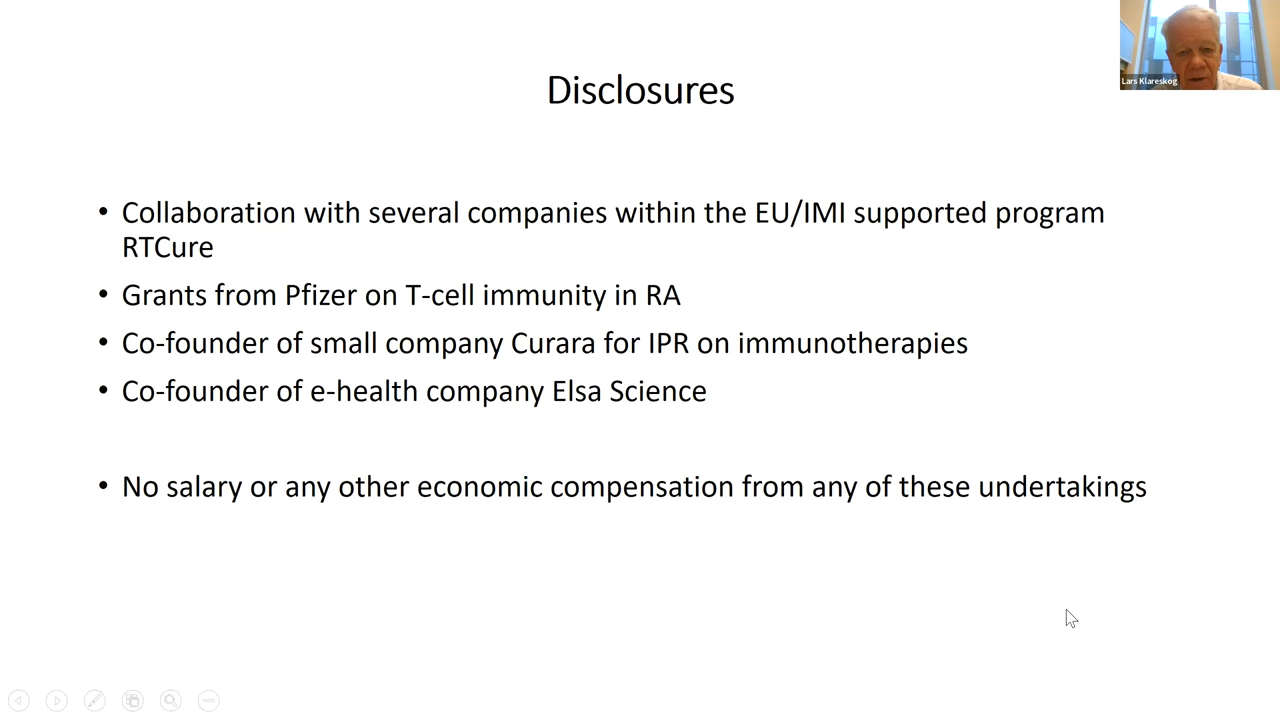 Disclosures
Lars Klareskog
• Collaboration with several companies within the EU/IMI supported program
RTCure
• Grants from Pfizer on T-cell immunity in RA
• Co-founder of small company Curara for IPR on immunotherapies
• Co-founder of e-health company Elsa Science
• No salary or any other economic compensation from any of these undertakings